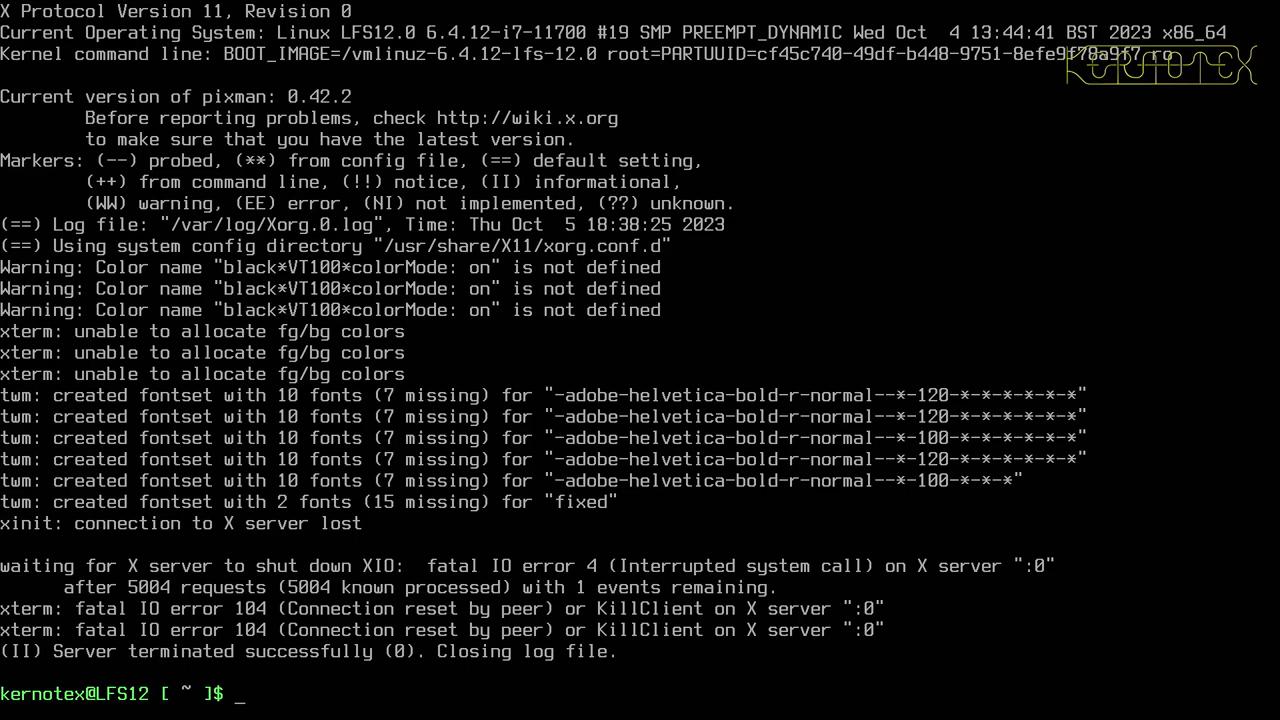 X Protocol Version 11, Revision 0
Current Operating System: Linux LFS12.0 6.4.12-i7-11700 #19 SMP PREEMPT_DYNAMIC Wed Oct  4 13:44:41 BST 2023 x86_64
Kernel command line: BOOT_IMAGE=/vmlinuz-6.4.12-lfs-12.0 root=PARTUUID=cf45c740-49df-b448-9751-8efe9f78a9f7 ro
KERNOTEX
Current version of pixman: 0.42.2
        Before reporting problems, check http://wiki.x.org
        to make sure that you have the latest version.
Markers: (--) probed, (**) from config file, (==) default setting,
        (++) from command line, (!!) notice, (II) informational,
        (WW) warning, (EE) error, (NI) not implemented, (??) unknown.
(==) Log file: "/var/log/Xorg.0.log", Time: Thu Oct  5 18:38:25 2023
(==) Using system config directory "/usr/share/X11/xorg.conf.d"
Warning: Color name "black*VT100*colorMode: on" is not defined
Warning: Color name "black*VT100*colorMode: on" is not defined
Warning: Color name "black*VT100*colorMode: on" is not defined
xterm: unable to allocate fg/bg colors
xterm: unable to allocate fg/bg colors
xterm: unable to allocate fg/bg colors
twm: created fontset with 10 fonts (7 missing) for "-adobe-helvetica-bold-r-normal--*-120-*-*-*-*-*-*"
twm: created fontset with 10 fonts (7 missing) for "-adobe-helvetica-bold-r-normal--*-120-*-*-*-*-*-*"
twm: created fontset with 10 fonts (7 missing) for "-adobe-helvetica-bold-r-normal--*-100-*-*-*-*-*-*"
twm: created fontset with 10 fonts (7 missing) for "-adobe-helvetica-bold-r-normal--*-120-*-*-*-*-*-*"
twm: created fontset with 10 fonts (7 missing) for "-adobe-helvetica-bold-r-normal--*-100-*-*-*"
twm: created fontset with 2 fonts (15 missing) for "fixed"
xinit: connection to X server lost
waiting for X server to shut down XIO:  fatal IO error 4 (Interrupted system call) on X server ":0"
      after 5004 requests (5004 known processed) with 1 events remaining.
xterm: fatal IO error 104 (Connection reset by peer) or KillClient on X server ":0"
xterm: fatal IO error 104 (Connection reset by peer) or KillClient on X server ":0"
(II) Server terminated successfully (0). Closing log file.
kernotex@LFS12 [ ~ ]$ _